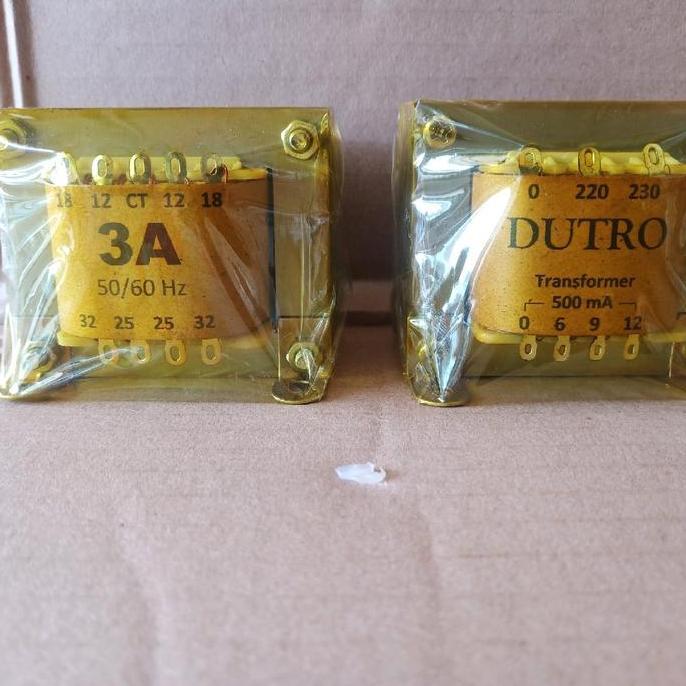 18 12 CT 12 18
3A
50/60 Hz
32 25 25 32
0 220 230
DUTRO
Transformer
500 mA
0 6 9 12